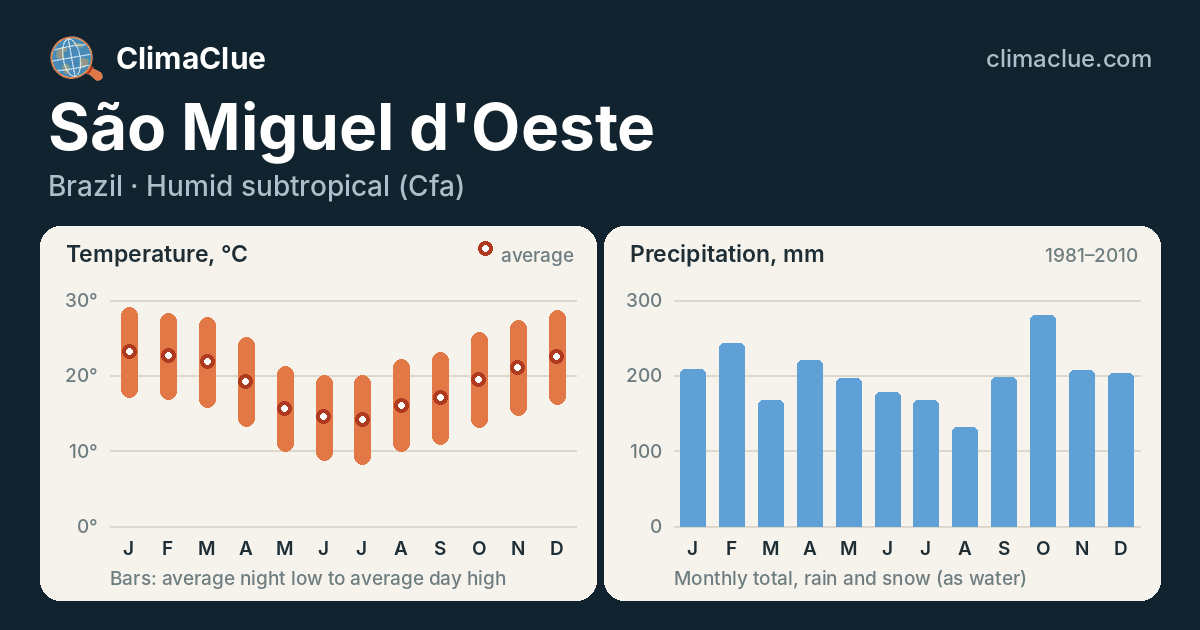 ClimaClue
climaclue.com
São Miguel d'Oeste
Brazil · Humid subtropical (Cfa)
Temperature, °C
average
30°
20°
10°
0°
J F M A M J J A S O N D
Bars: average night low to average day high
Precipitation, mm
1981–2010
300
200
100
0
J F M A M J J A S O N D
Monthly total, rain and snow (as water)